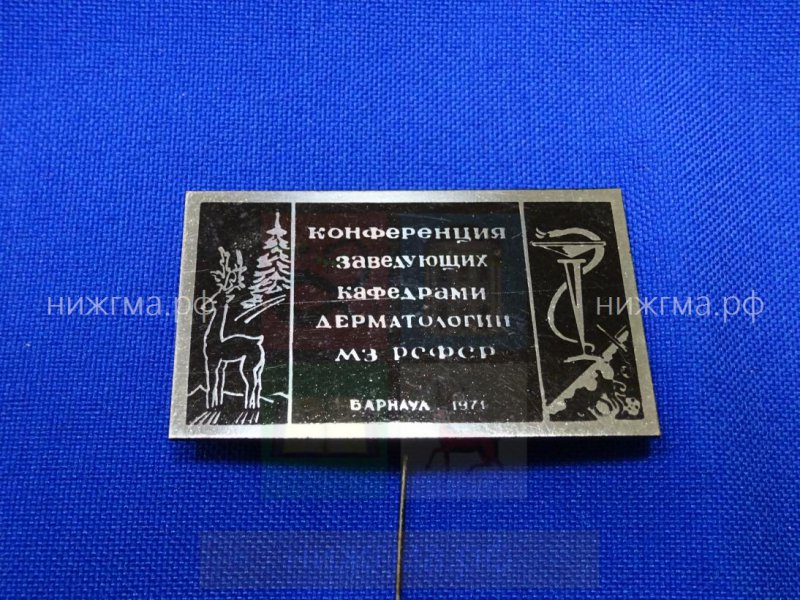 КОНФЕРЕНЦИЯ
ЗАВЕДУЮЩИХ
КАФЕДРАМИ
ДЕРМАТОЛОГИИ
МЗ РСФСР
БАРНАУЛ 1971
нижгма.рф нижгма.рф